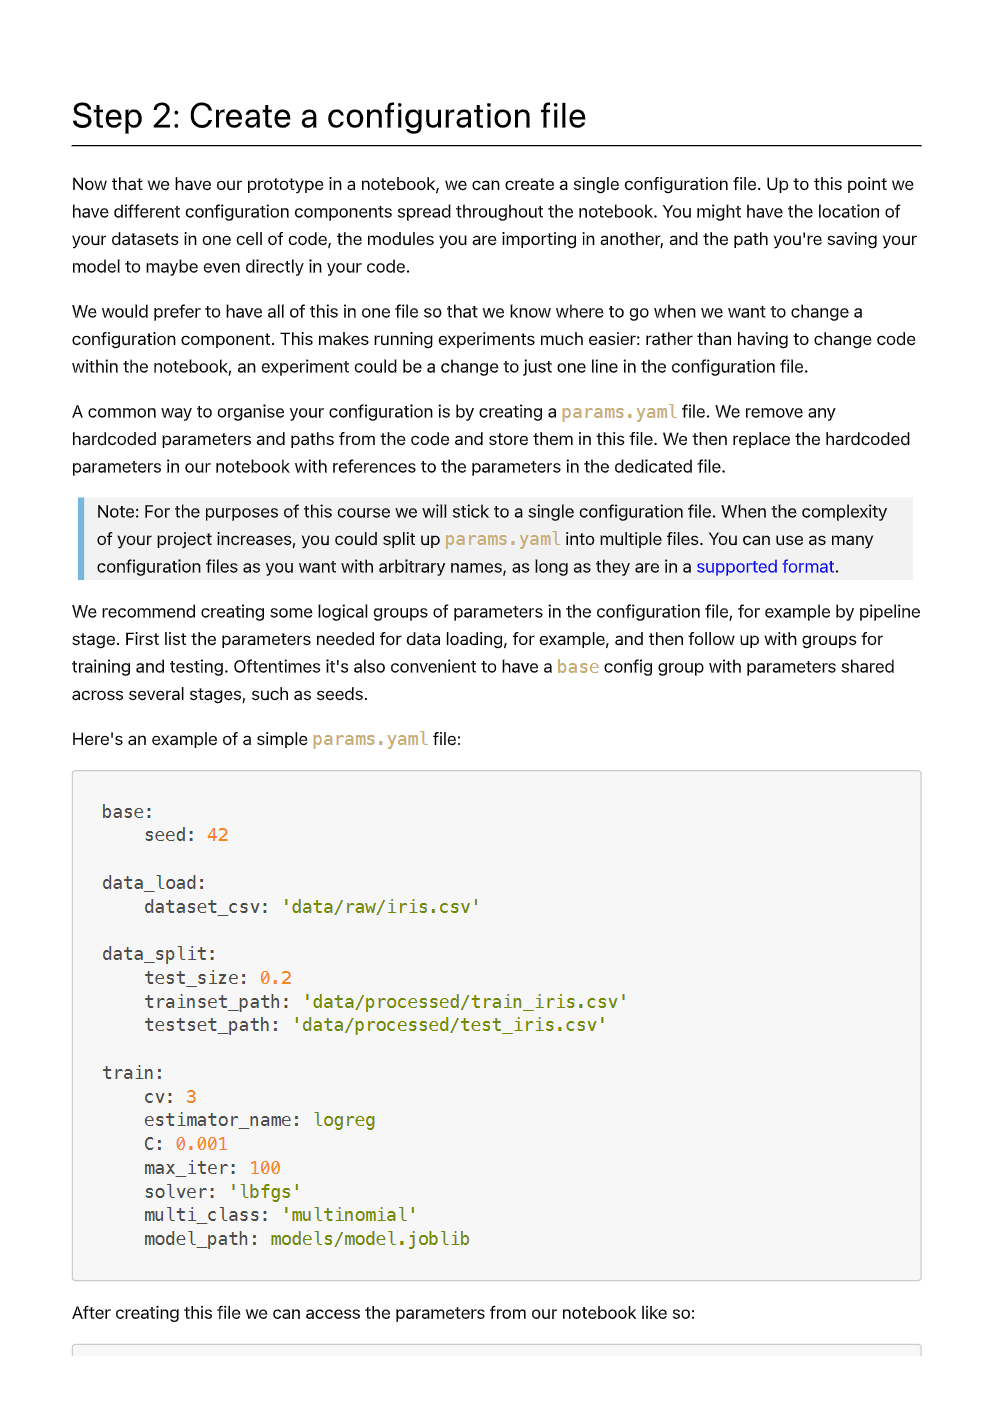 Step 2: Create a configuration file
Now that we have our prototype in a notebook, we can create a single configuration file. Up to this point we
have different configuration components spread throughout the notebook. You might have the location of
your datasets in one cell of code, the modules you are importing in another, and the path you're saving your
model to maybe even directly in your code.
We would prefer to have all of this in one file so that we know where to go when we want to change a
configuration component. This makes running experiments much easier: rather than having to change code
within the notebook, an experiment could be a change to just one line in the configuration file.
A common way to organise your configuration is by creating a params.yaml file. We remove any
hardcoded parameters and paths from the code and store them in this file. We then replace the hardcoded
parameters in our notebook with references to the parameters in the dedicated file.
Note: For the purposes of this course we will stick to a single configuration file. When the complexity
of your project increases, you could split up params.yaml into multiple files. You can use as many
configuration files as you want with arbitrary names, as long as they are in a supported format.
We recommend creating some logical groups of parameters in the configuration file, for example by pipeline
stage. First list the parameters needed for data loading, for example, and then follow up with groups for
training and testing. Oftentimes it's also convenient to have a base config group with parameters shared
across several stages, such as seeds.
Here's an example of a simple params.yaml file:
base:
    seed: 42
data_load:
    dataset_csv: 'data/raw/iris.csv'
data_split:
    test_size: 0.2
    trainset_path: 'data/processed/train_iris.csv'
    testset_path: 'data/processed/test_iris.csv'
train:
    cv: 3
    estimator_name: logreg
    C: 0.001
    max_iter: 100
    solver: 'lbfgs'
    multi_class: 'multinomial'
    model_path: models/model.joblib
After creating this file we can access the parameters from our notebook like so: